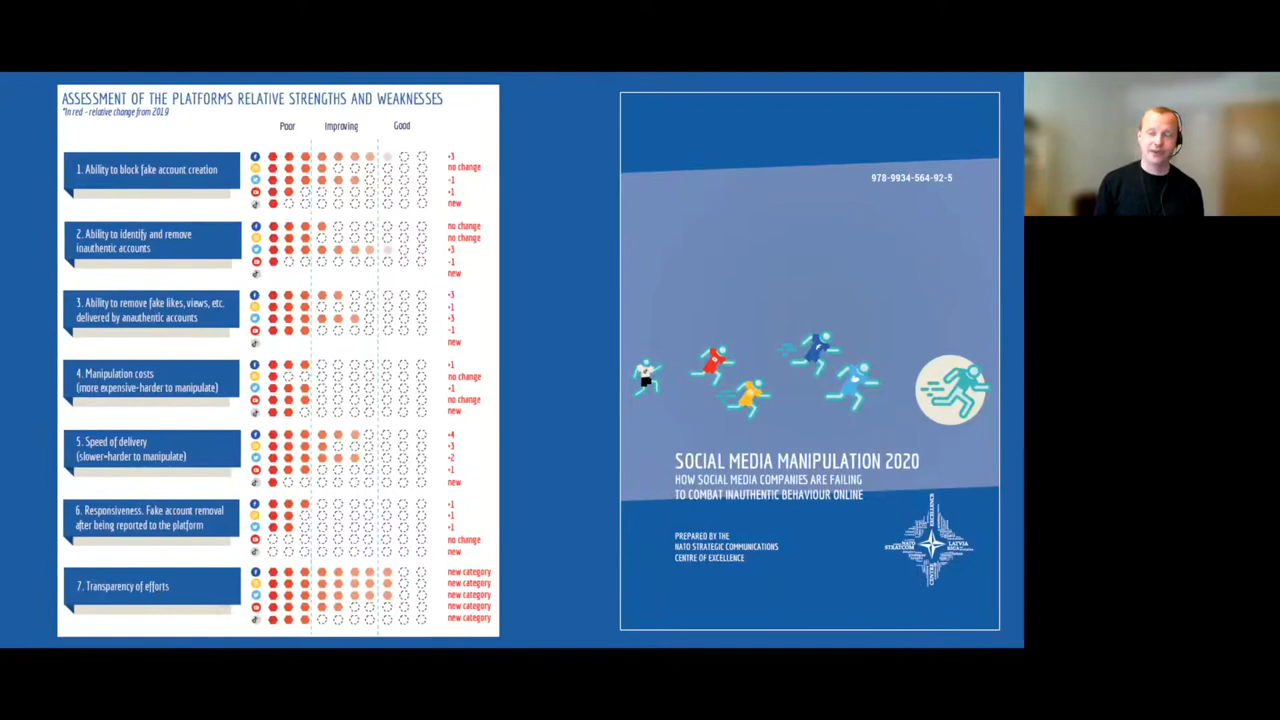 ASSESSMENT OF THE PLATFORMS RELATIVE STRENGTHS AND WEAKNESSES
*In red - relative change from 2019
Poor Improving Good
1. Ability to block fake account creation
+3
no change
-1
+1
new
2. Ability to identify and remove
inauthentic accounts
no change
no change
+3
-1
new
3. Ability to remove fake likes, views, etc.
delivered by anauthentic accounts
+3
+1
+3
-1
new
4. Manipulation costs
(more expensive-harder to manipulate)
+1
no change
+1
no change
new
5. Speed of delivery
(slower=harder to manipulate)
+4
+3
+2
+1
new
6. Responsiveness. Fake account removal
after being reported to the platform
+1
+1
+1
no change
new
7. Transparency of efforts
new category
new category
new category
new category
new category
978-9934-564-92-5
SOCIAL MEDIA MANIPULATION 2020
HOW SOCIAL MEDIA COMPANIES ARE FAILING
TO COMBAT INAUTHENTIC BEHAVIOUR ONLINE
PREPARED BY THE
NATO STRATEGIC COMMUNICATIONS
CENTRE OF EXCELLENCE
EXCELLENCE
NATO
STRATCOM
LATVIA
RIGA
CENTRE